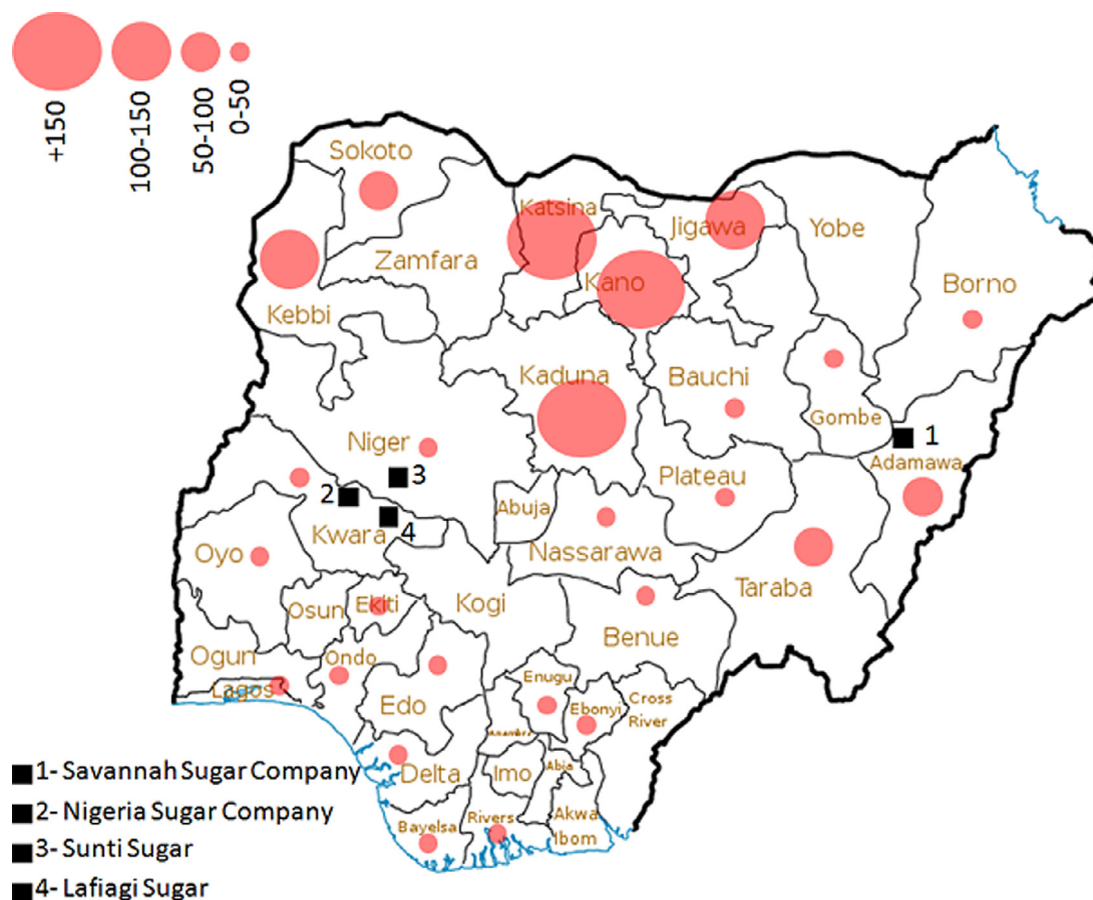 +150
100-150
50-100
0-50
Sokoto
Katsina
Jigawa
Yobe
Zamfara
Kano
Borno
Kebbi
Kaduna
Bauchi
Gombe
1
Niger
Adamawa
Plateau
3
2
Abuja
4
Kwara
Nassarawa
Oyo
Taraba
Osun
Ekiti
Kogi
Benue
Ogun
Ondo
Enugu
Lagos
Edo
Ebonyi
Cross
River
Delta
Imo
Abia
Bayelsa
Rivers
Akwa
Ibom
1- Savannah Sugar Company
2- Nigeria Sugar Company
3- Sunti Sugar
4- Lafiagi Sugar